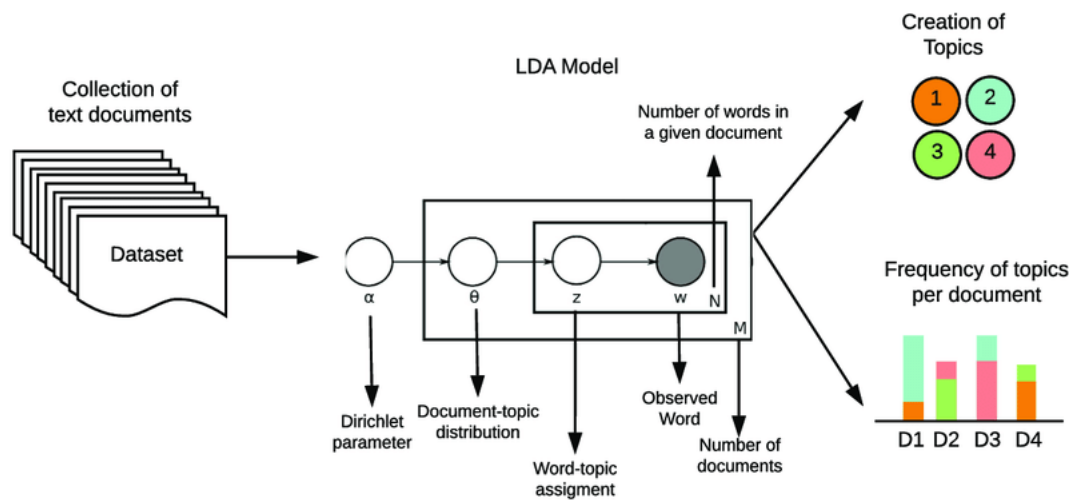 Collection of
text documents
Dataset
LDA Model
Number of words in
a given document
α
θ
z
w
N
M
Dirichlet
parameter
Document-topic
distribution
Word-topic
assigment
Observed
Word
Number of
documents
Creation of
Topics
1 2
3 4
Frequency of topics
per document
D1 D2 D3 D4